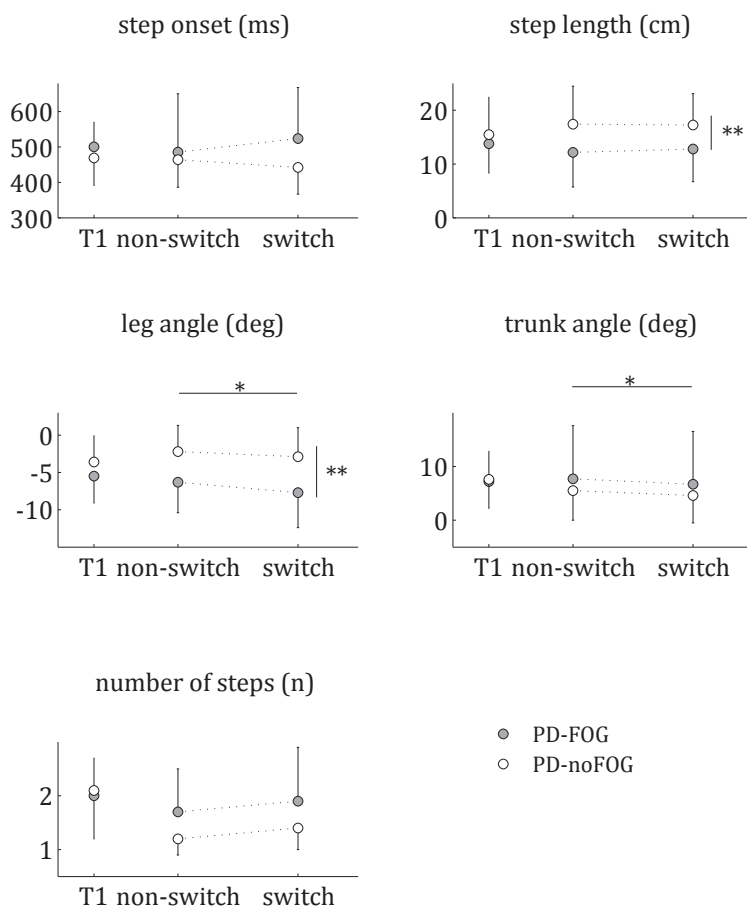 step onset (ms)
600
500
400
300
T1 non-switch switch
step length (cm)
20
10
0
**
T1 non-switch switch
leg angle (deg)
*
0
-5
-10
**
T1 non-switch switch
trunk angle (deg)
*
10
0
T1 non-switch switch
number of steps (n)
2
1
T1 non-switch switch
PD-FOG
PD-noFOG